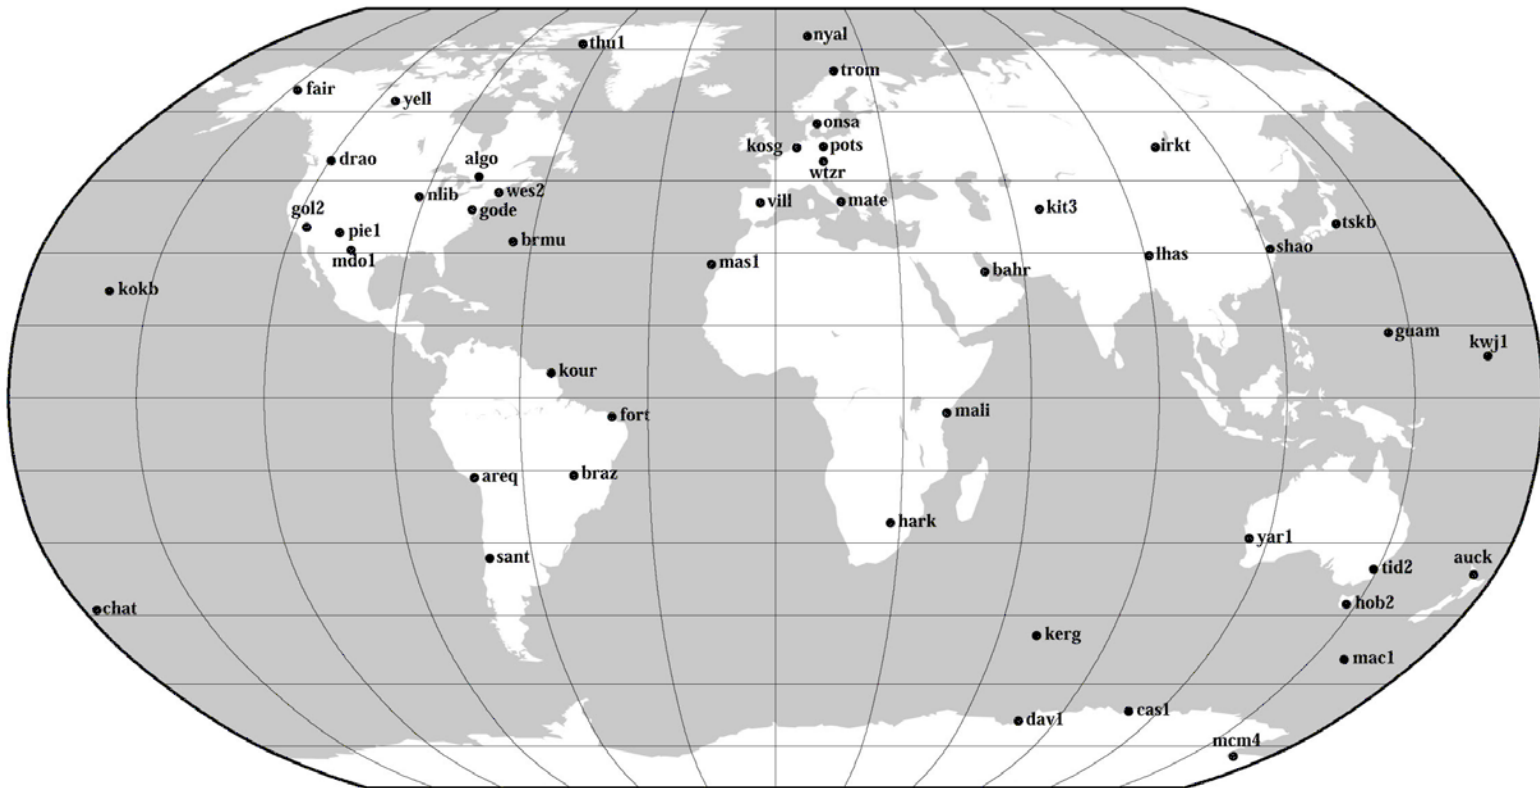 nyal
thu1
trom
fair
yell
onsa
kosg
pots
irkt
drao
algo
wtzr
nlib
wes2
vill
mate
kit3
gol2
gode
tskb
pie1
brmu
shao
mdo1
mas1
lhas
bahr
kokb
guam
kwj1
kour
fort
mali
areq
braz
hark
sant
yar1
auck
tid2
chat
hob2
kerg
mac1
cas1
dav1
mcm4